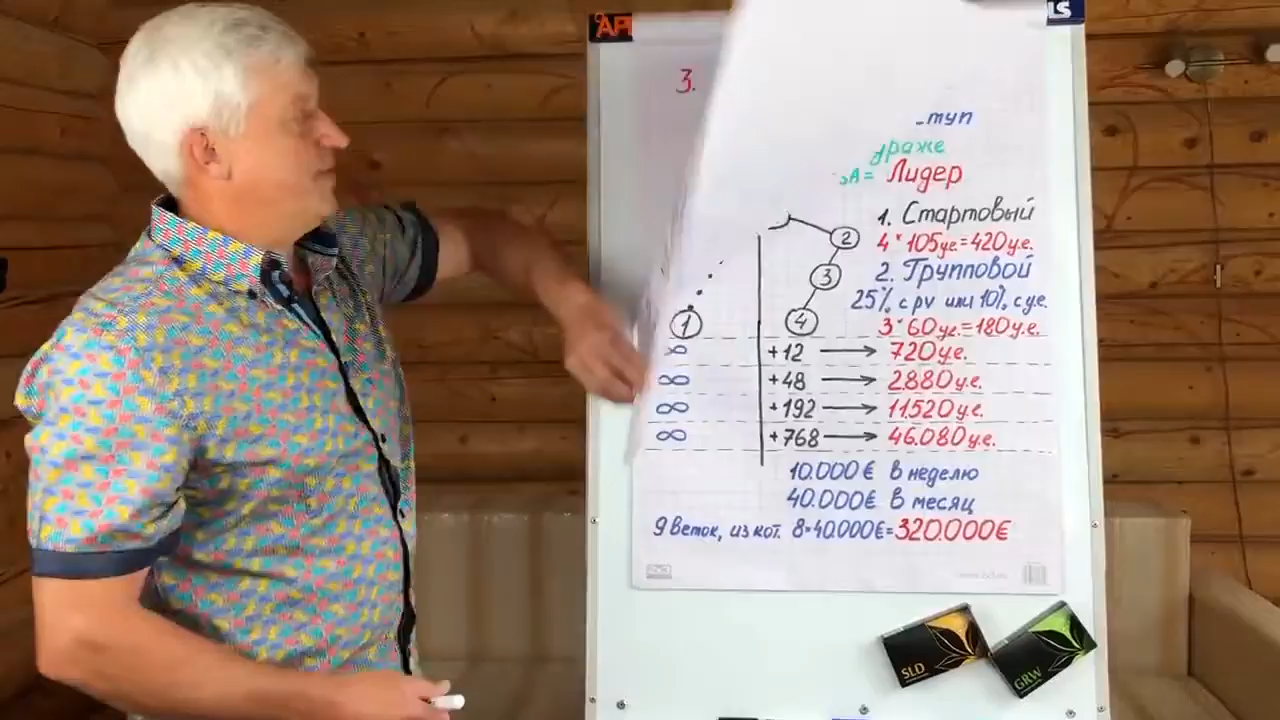 API
LS
3.
туп
драже
Лидер
1. Стартовый
2
4 * 105у.е.=420у.е.
3
2. Групповой
25% с pv или 10% с у.е.
1
4
3*60у.е.=180у.е.
∞ +12 → 720у.е.
∞ +48 → 2880у.е.
∞ +192 → 11.520у.е.
∞ +768 → 46.080у.е.
10.000€ в неделю
40.000€ в месяц
9 веток, из кот. 8*40.000€=320.000€
SLD
GRW